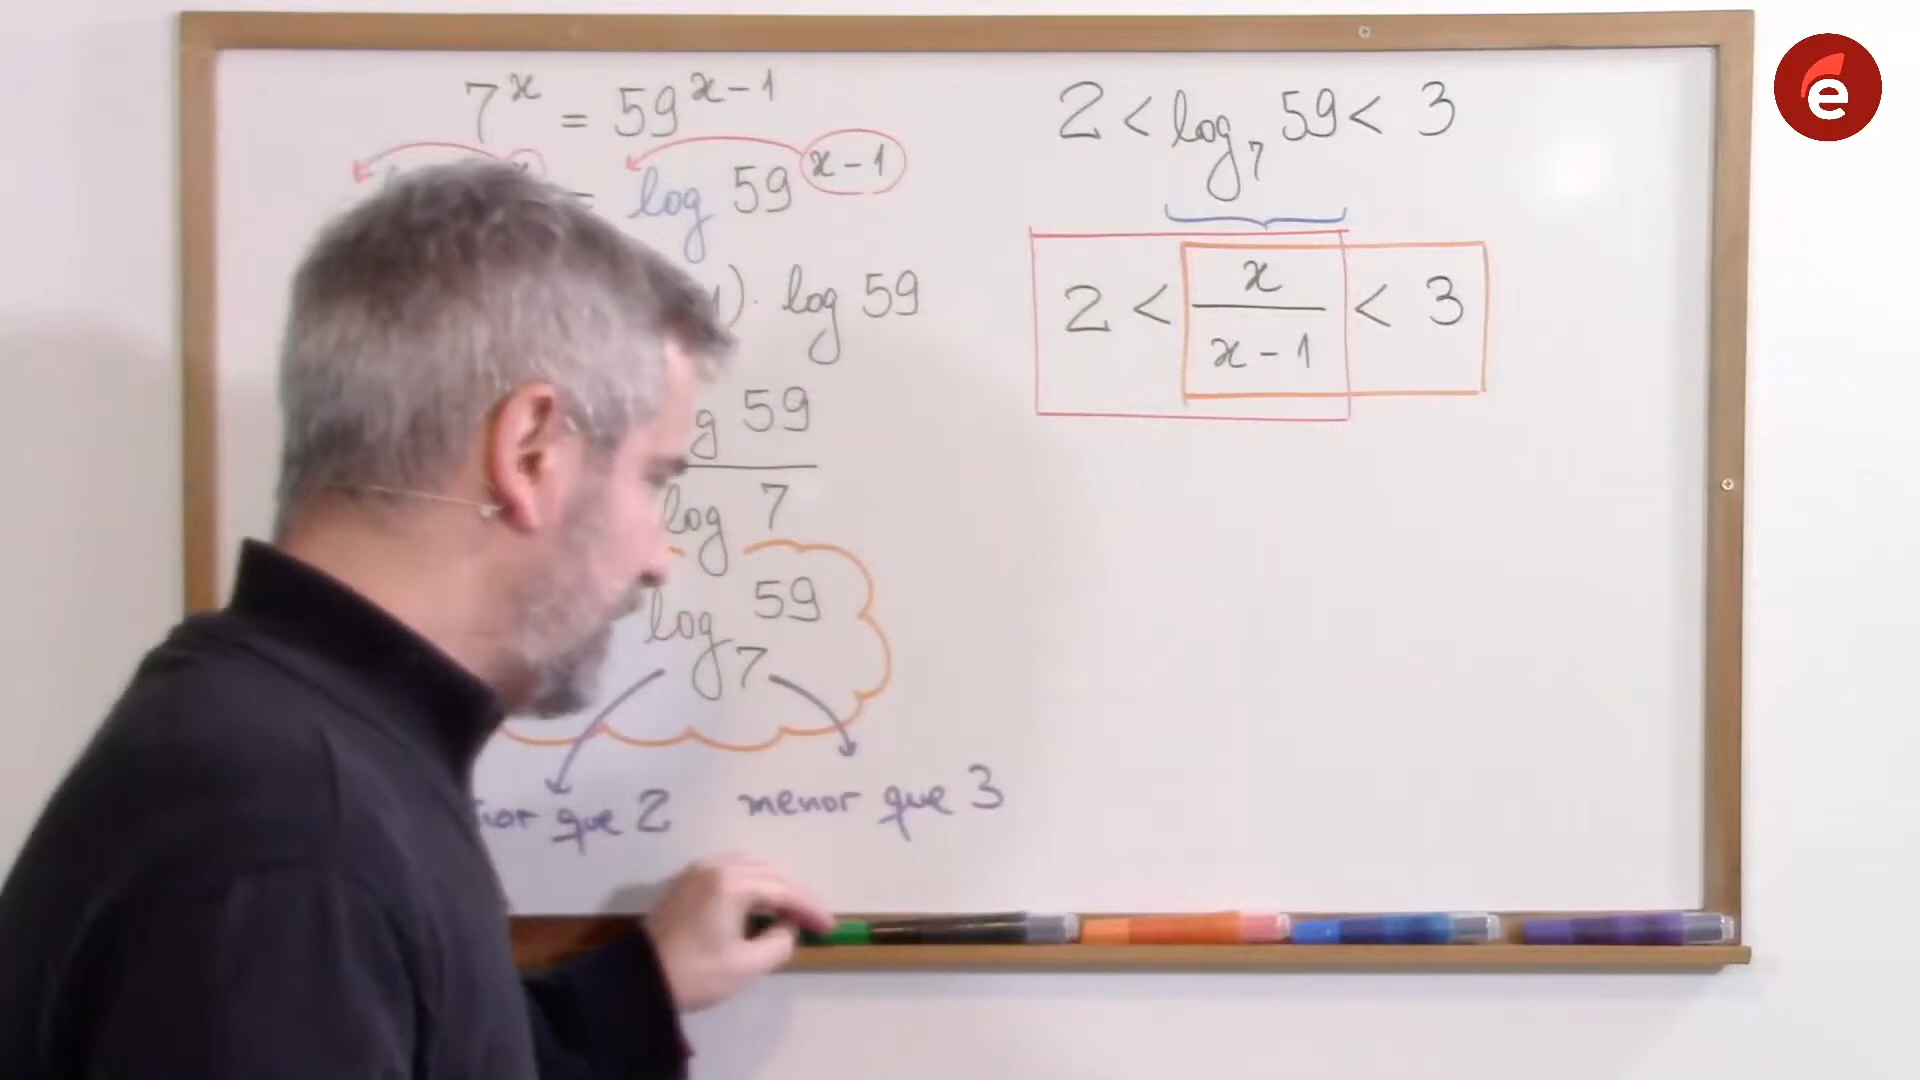 7^x = 59^(x-1)
= log 59^(x-1)
) · log 59
g 59
log 7
log_7 59
que 2 menor que 3
2 < log_7 59 < 3
2 < x/(x-1) < 3
e